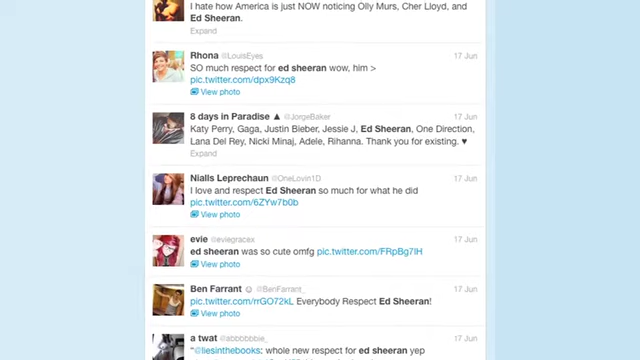 I hate how America is just NOW noticing Olly Murs, Cher Lloyd, and
Ed Sheeran.
Expand
Rhona @LouisEyes 17 Jun
SO much respect for ed sheeran wow, him >
pic.twitter.com/dpx9Kzq8
View photo
8 days in Paradise ▲ @JorgeBaker 17 Jun
Katy Perry, Gaga, Justin Bieber, Jessie J, Ed Sheeran, One Direction,
Lana Del Rey, Nicki Minaj, Adele, Rihanna. Thank you for existing. ♥
Expand
Nialls Leprechaun @OneLovin1D 17 Jun
I love and respect Ed Sheeran so much for what he did
pic.twitter.com/6ZYw7b0b
View photo
evie @eviegracex 17 Jun
ed sheeran was so cute omfg pic.twitter.com/FRpBg7lH
View photo
Ben Farrant ☺ @BenFarrant_ 17 Jun
pic.twitter.com/rrGO72kL Everybody Respect Ed Sheeran!
View photo
a twat @abbbbbbie_ 17 Jun
"@liesinthebooks: whole new respect for ed sheeran yep